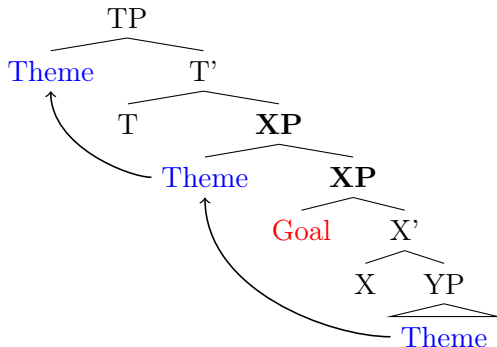 TP
Theme T'
T XP
Theme XP
Goal X'
X YP
Theme